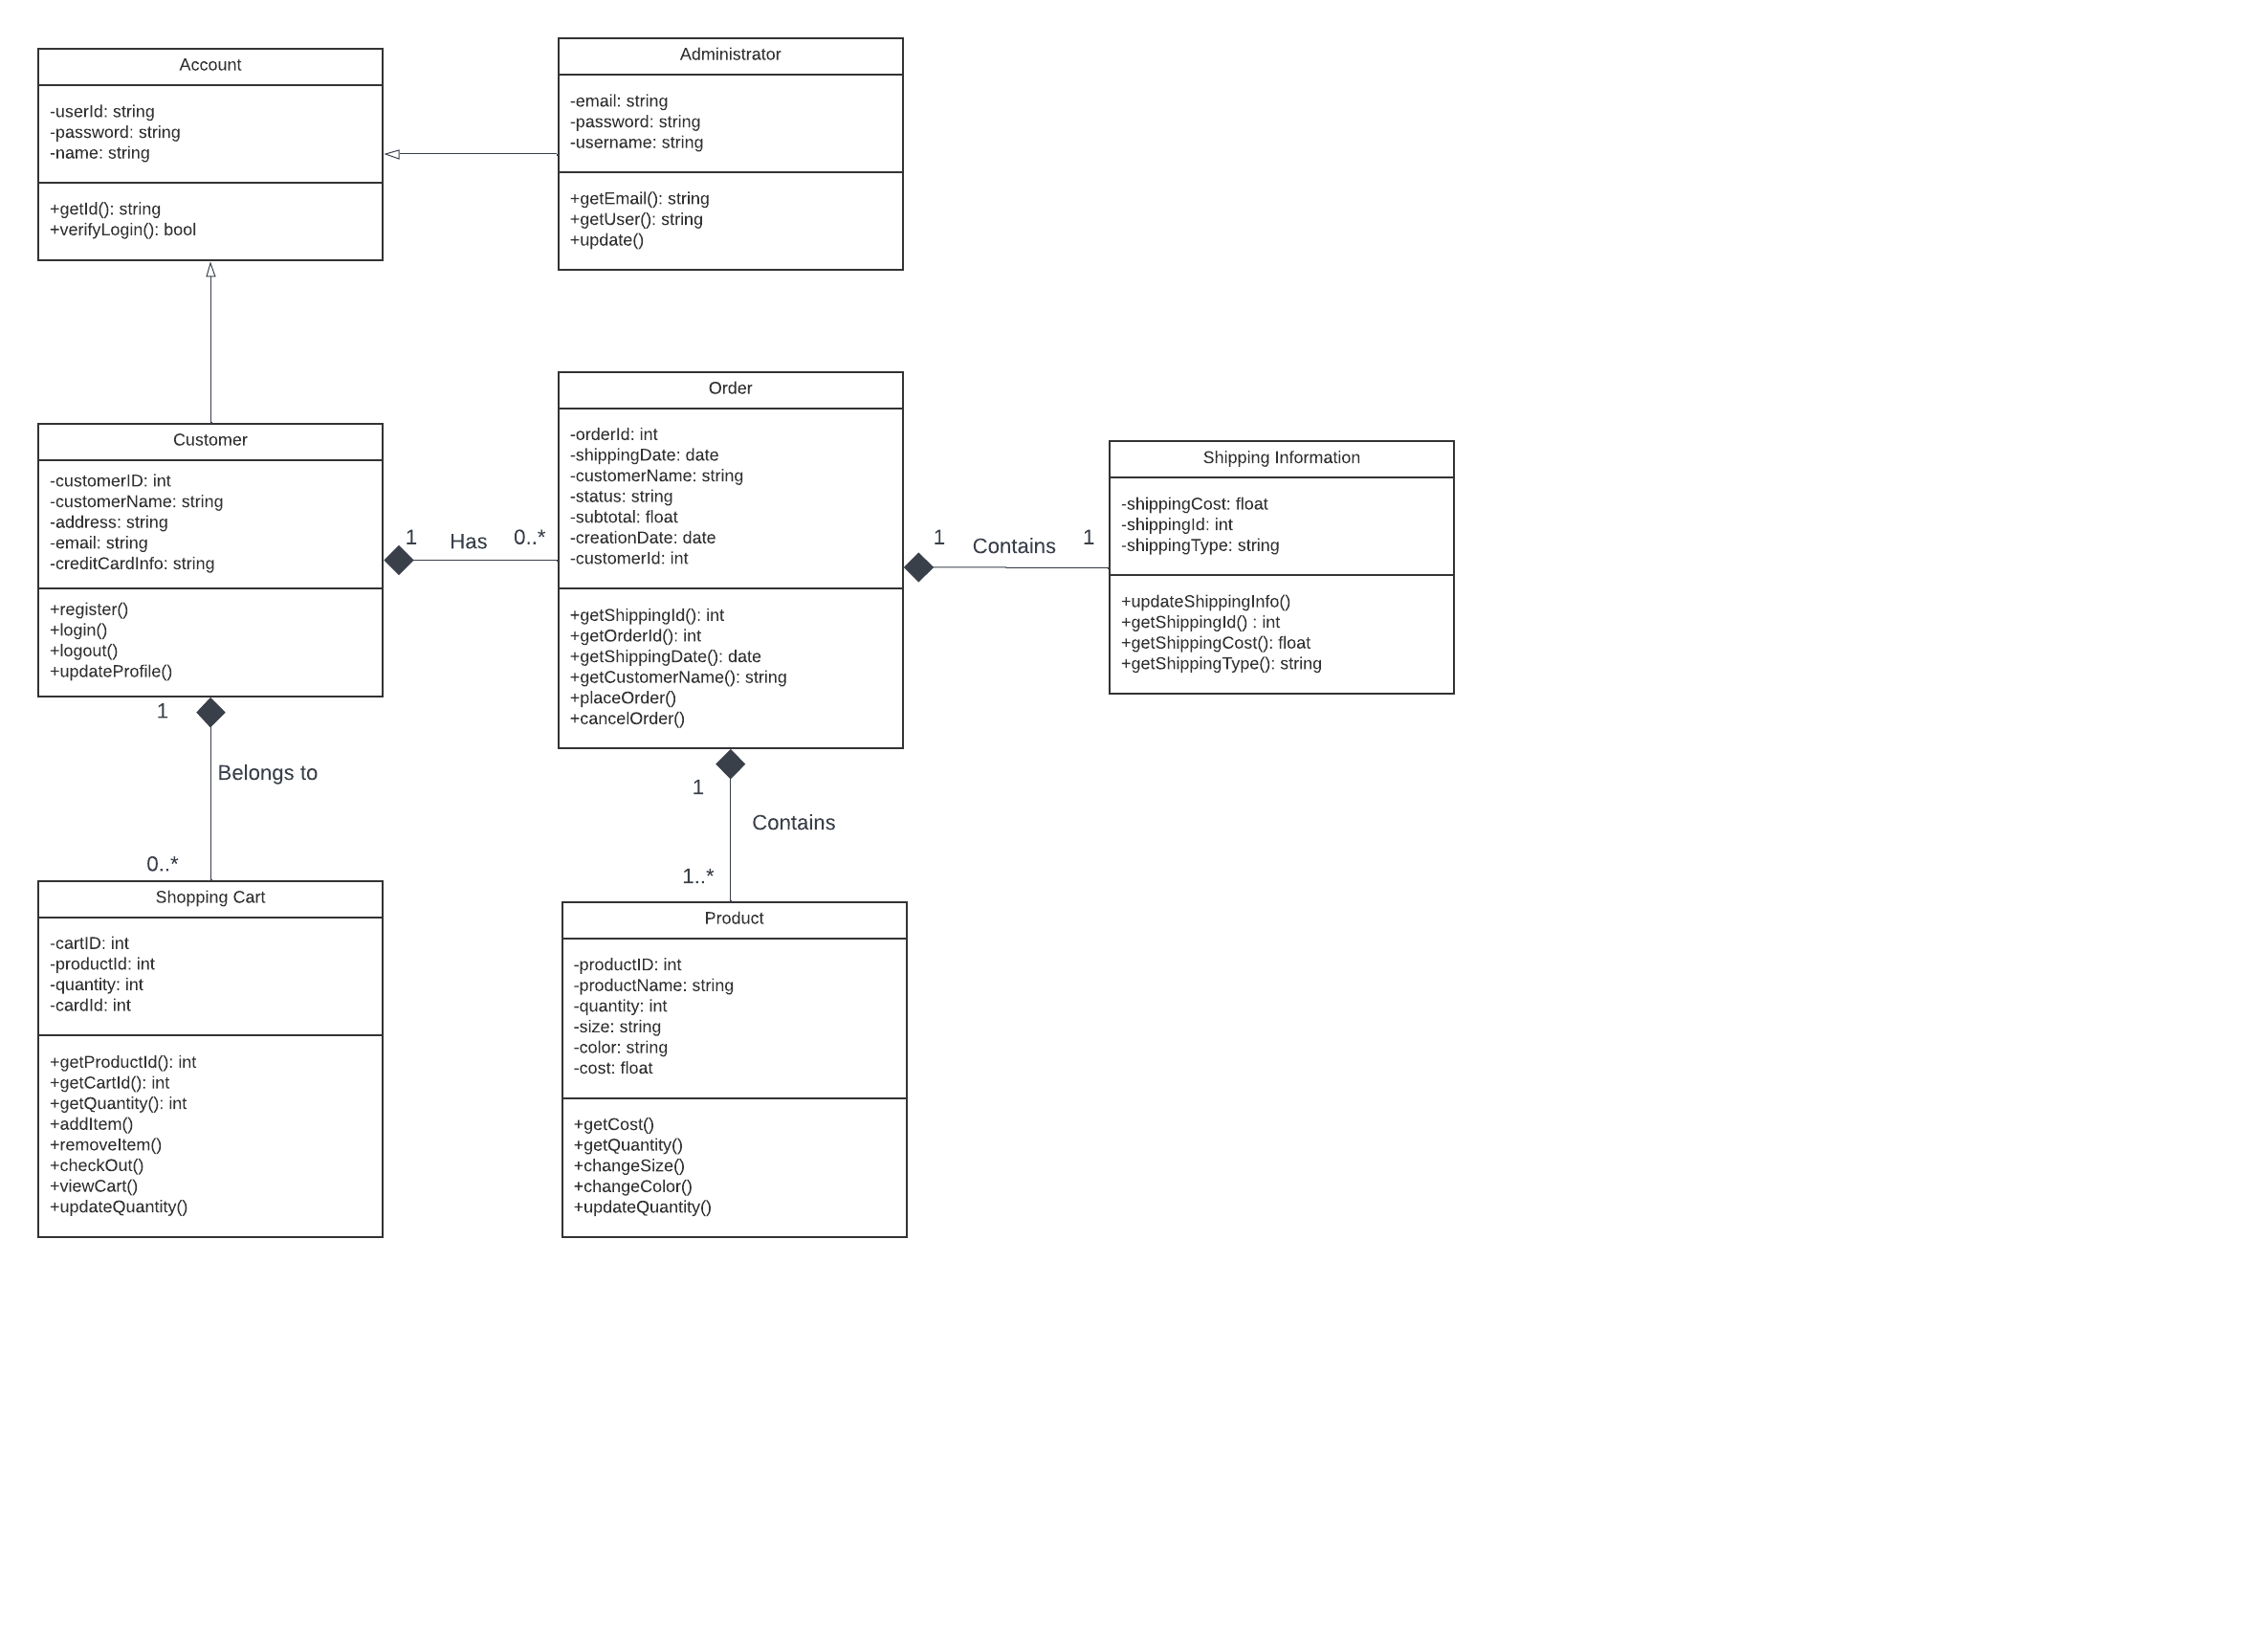 Account
-userId: string
-password: string
-name: string
+getId(): string
+verifyLogin(): bool
Administrator
-email: string
-password: string
-username: string
+getEmail(): string
+getUser(): string
+update()
Customer
-customerID: int
-customerName: string
-address: string
-email: string
-creditCardInfo: string
+register()
+login()
+logout()
+updateProfile()
1 Has 0..*
Order
-orderId: int
-shippingDate: date
-customerName: string
-status: string
-subtotal: float
-creationDate: date
-customerId: int
+getShippingId(): int
+getOrderId(): int
+getShippingDate(): date
+getCustomerName(): string
+placeOrder()
+cancelOrder()
1 Contains 1
Shipping Information
-shippingCost: float
-shippingId: int
-shippingType: string
+updateShippingInfo()
+getShippingId() : int
+getShippingCost(): float
+getShippingType(): string
1
Belongs to
0..*
Shopping Cart
-cartID: int
-productId: int
-quantity: int
-cardId: int
+getProductId(): int
+getCartId(): int
+getQuantity(): int
+addItem()
+removeItem()
+checkOut()
+viewCart()
+updateQuantity()
1
Contains
1..*
Product
-productID: int
-productName: string
-quantity: int
-size: string
-color: string
-cost: float
+getCost()
+getQuantity()
+changeSize()
+changeColor()
+updateQuantity()